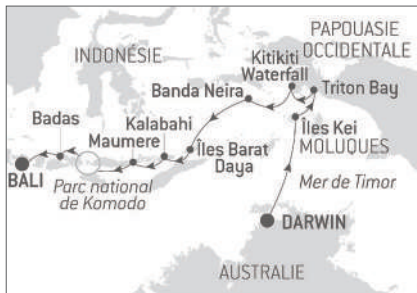 PAPOUASIE
OCCIDENTALE
INDONÉSIE
Kitikiti
Waterfall
Triton Bay
Banda Neira
Badas
Kalabahi
Maumere
Îles Kei
MOLUQUES
Îles Barat
Daya
BALI
Parc national
de Komodo
Mer de Timor
DARWIN
AUSTRALIE